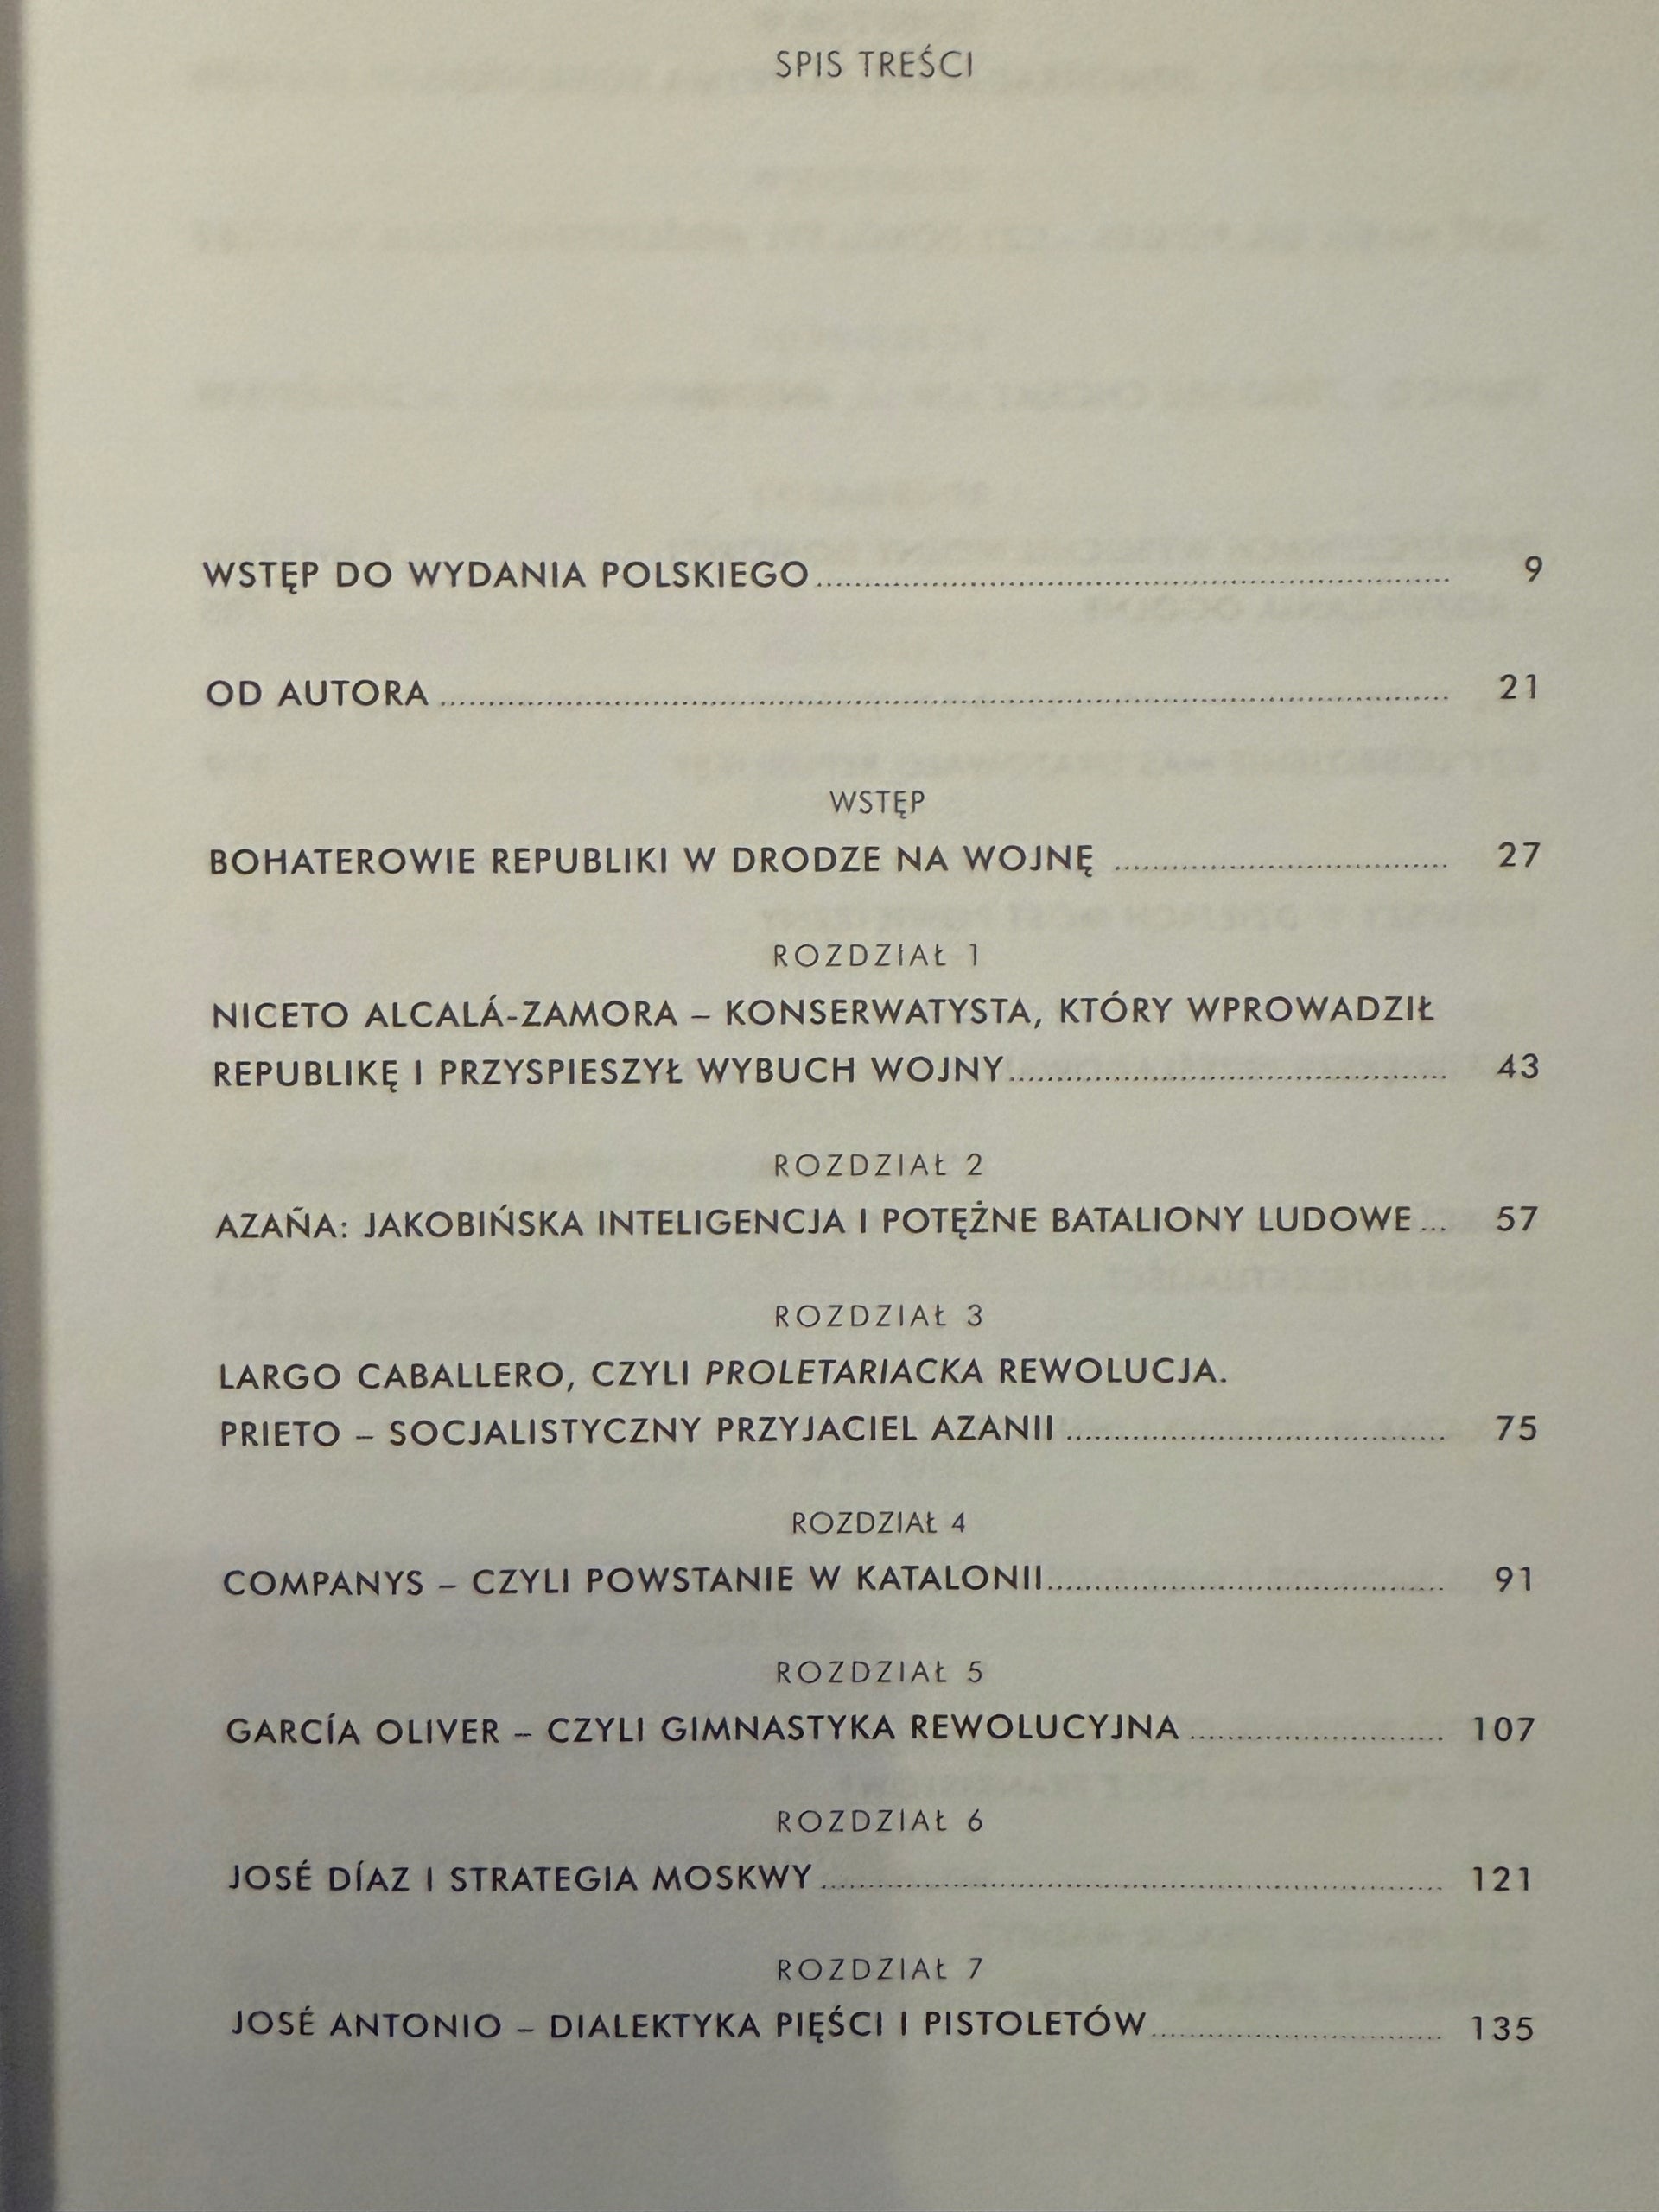 SPIS TREŚCI
WSTĘP DO WYDANIA POLSKIEGO 9
OD AUTORA 21
WSTĘP
BOHATEROWIE REPUBLIKI W DRODZE NA WOJNĘ 27
ROZDZIAŁ 1
NICETO ALCALÁ-ZAMORA – KONSERWATYSTA, KTÓRY WPROWADZIŁ
REPUBLIKĘ I PRZYSPIESZYŁ WYBUCH WOJNY 43
ROZDZIAŁ 2
AZAÑA: JAKOBIŃSKA INTELIGENCJA I POTĘŻNE BATALIONY LUDOWE 57
ROZDZIAŁ 3
LARGO CABALLERO, CZYLI PROLETARIACKA REWOLUCJA.
PRIETO – SOCJALISTYCZNY PRZYJACIEL AZANII 75
ROZDZIAŁ 4
COMPANYS – CZYLI POWSTANIE W KATALONII 91
ROZDZIAŁ 5
GARCÍA OLIVER – CZYLI GIMNASTYKA REWOLUCYJNA 107
ROZDZIAŁ 6
JOSÉ DÍAZ I STRATEGIA MOSKWY 121
ROZDZIAŁ 7
JOSÉ ANTONIO – DIALEKTYKA PIĘŚCI I PISTOLETÓW 135